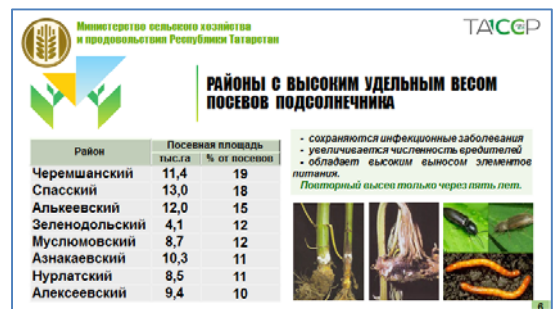 Министерство сельского хозяйства
и продовольствия Республики Татарстан
ТАССР
РАЙОНЫ С ВЫСОКИМ УДЕЛЬНЫМ ВЕСОМ
ПОСЕВОВ ПОДСОЛНЕЧНИКА
Район Посевная площадь
тыс.га % от посевов
Черемшанский 11,4 19
Спасский 13,0 18
Алькеевский 12,0 15
Зеленодольский 4,1 12
Муслюмовский 8,7 12
Азнакаевский 10,3 11
Нурлатский 8,5 11
Алексеевский 9,4 10
- сохраняются инфекционные заболевания
- увеличивается численность вредителей
- обладает высоким выносом элементов
питания.
Повторный высев только через пять лет.
6